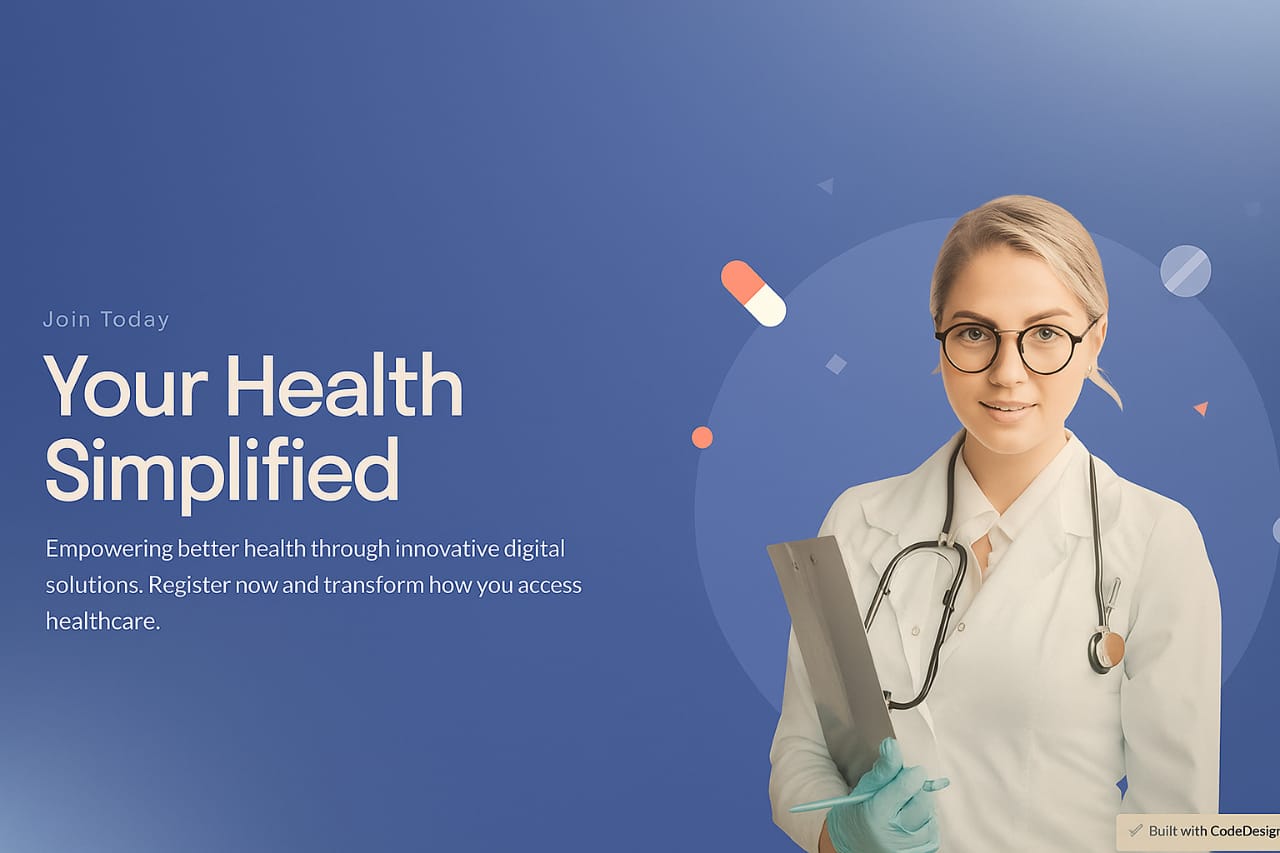 Join Today
Your Health
Simplified
Empowering better health through innovative digital
solutions. Register now and transform how you access
healthcare.
Built with CodeDesign